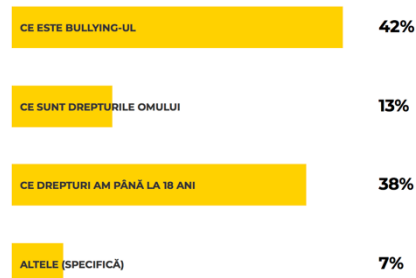 CE ESTE BULLYING-UL 42%
CE SUNT DREPTURILE OMULUI 13%
CE DREPTURI AM PÂNĂ LA 18 ANI 38%
ALTELE (SPECIFICĂ) 7%